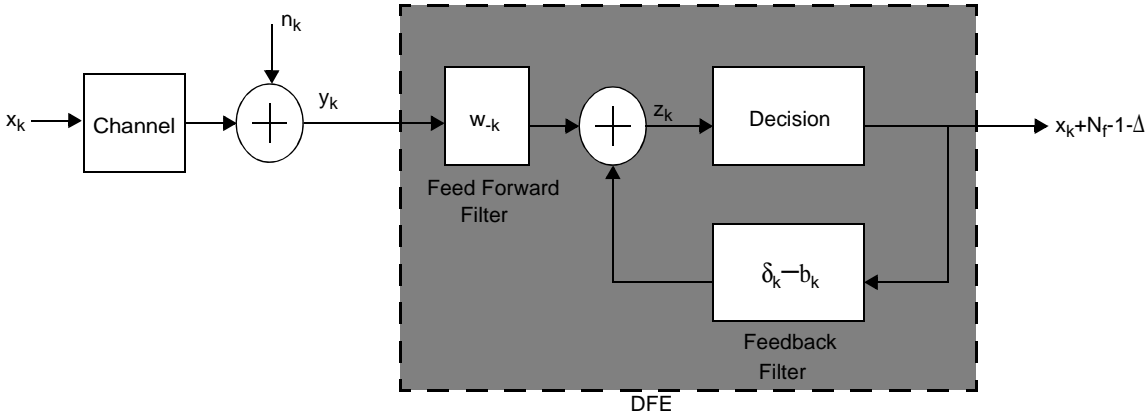 n_k
x_k
Channel
y_k
w_-k
Feed Forward
Filter
z_k
Decision
x_k+N_f-1-Δ
δ_k–b_k
Feedback
Filter
DFE